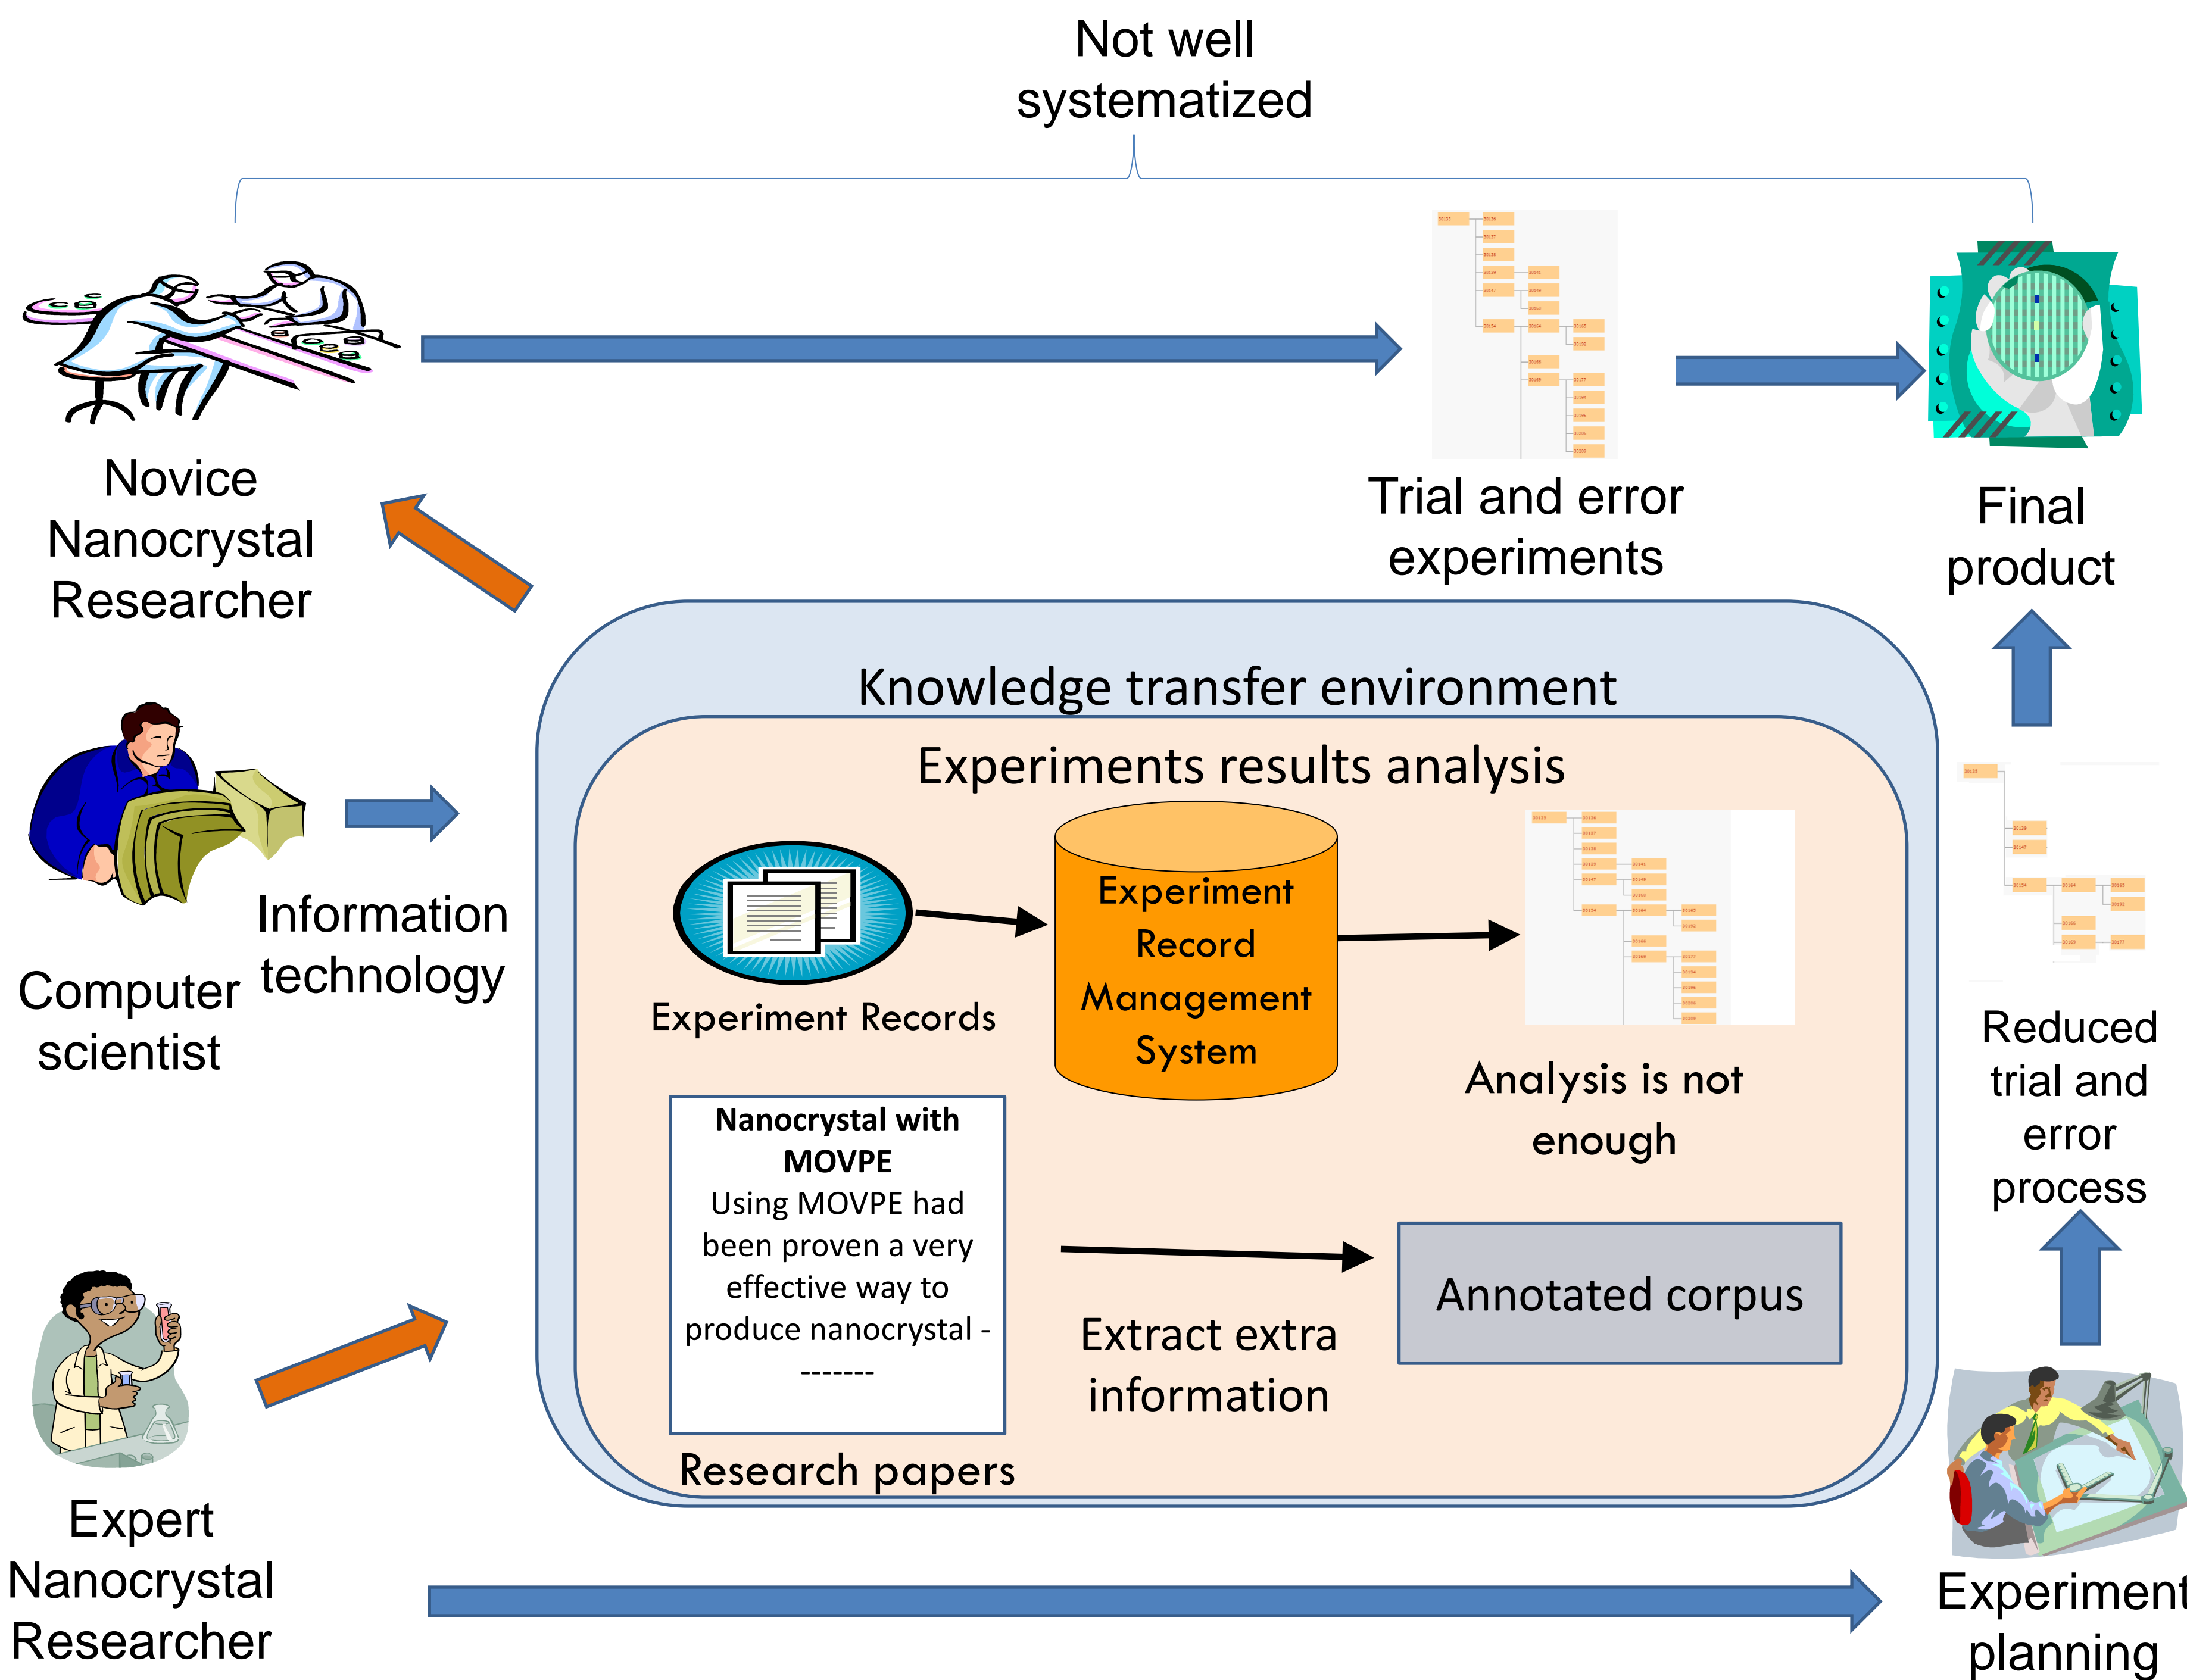 Not well
systematized
Novice
Nanocrystal
Researcher
Trial and error
experiments
Final
product
Knowledge transfer environment
Experiments results analysis
Computer
scientist
Information
technology
Experiment Records
Experiment
Record
Management
System
Analysis is not
enough
Reduced
trial and
error
process
Nanocrystal with
MOVPE
Using MOVPE had
been proven a very
effective way to
produce nanocrystal -
-------
Research papers
Extract extra
information
Annotated corpus
Expert
Nanocrystal
Researcher
Experiment
planning